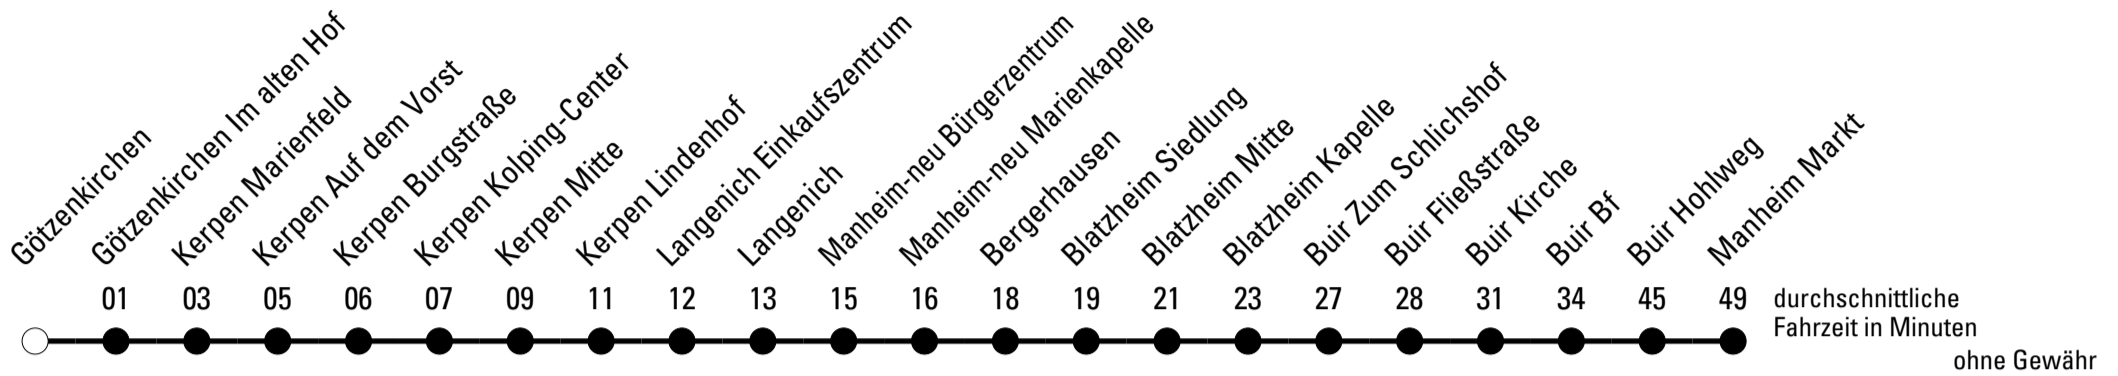 Götzenkirchen
Götzenkirchen Im alten Hof
Kerpen Marienfeld
Kerpen Auf dem Vorst
Kerpen Burgstraße
Kerpen Kolping-Center
Kerpen Mitte
Kerpen Lindenhof
Langenich Einkaufszentrum
Langenich
Manheim-neu Bürgerzentrum
Manheim-neu Marienkapelle
Bergerhausen
Blatzheim Siedlung
Blatzheim Mitte
Blatzheim Kapelle
Buir Zum Schlichshof
Buir Fließstraße
Buir Kirche
Buir Bf
Buir Hohlweg
Manheim Markt
01 03 05 06 07 09 11 12 13 15 16 18 19 21 23 27 28 31 34 45 49
durchschnittliche
Fahrzeit in Minuten
ohne Gewähr